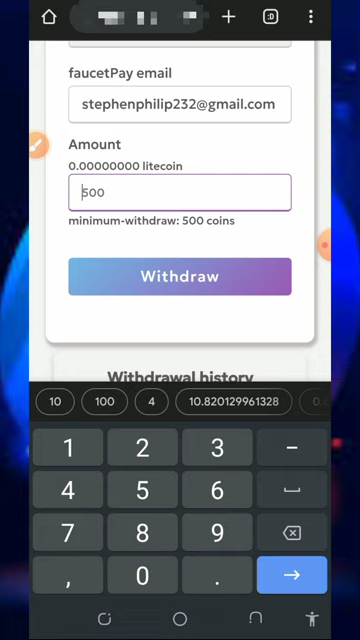 :D
faucetPay email
stephenphilip232@gmail.com
Amount
0.00000000 litecoin
500
minimum-withdraw: 500 coins
Withdraw
Withdrawal history
10 100 4 10.820129961328
1 2 3 –
4 5 6
7 8 9
, 0 .